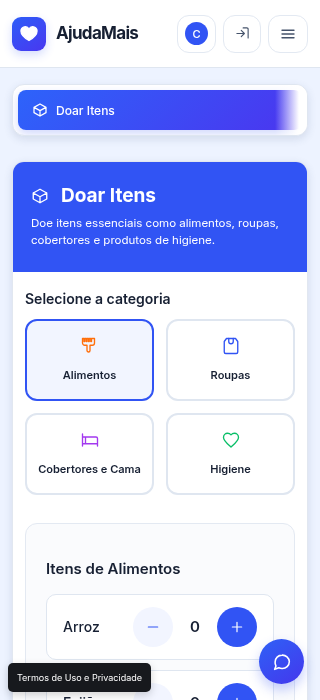 AjudaMais
C
Doar Itens
Doar Itens
Doe itens essenciais como alimentos, roupas,
cobertores e produtos de higiene.
Selecione a categoria
Alimentos
Roupas
Cobertores e Cama
Higiene
Itens de Alimentos
Arroz
0
Termos de Uso e Privacidade